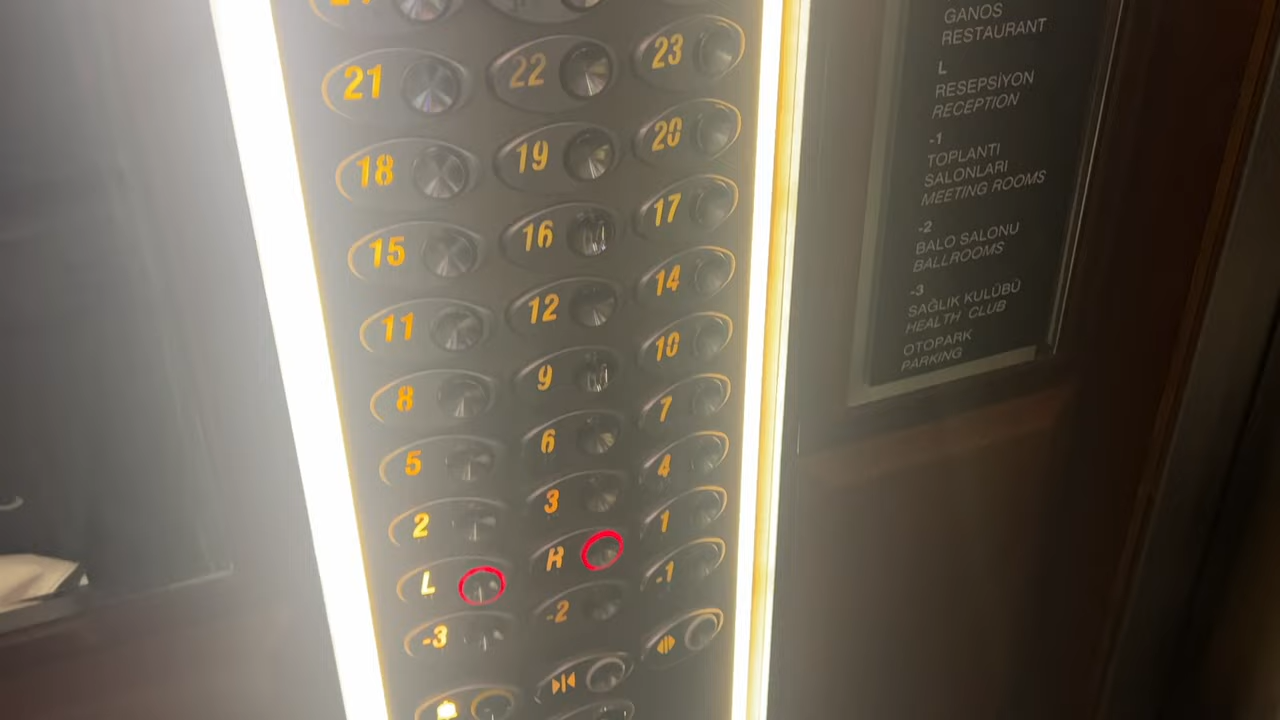 21
22
23
18
19
20
15
16
17
11
12
14
8
9
10
5
6
7
2
3
4
L
R
1
-3
-2
-1
GANOS
RESTAURANT
L
RESEPSİYON
RECEPTION
-1
TOPLANTI
SALONLARI
MEETING ROOMS
-2
BALO SALONU
BALLROOMS
-3
SAĞLIK KULÜBÜ
HEALTH CLUB
OTOPARK
PARKING